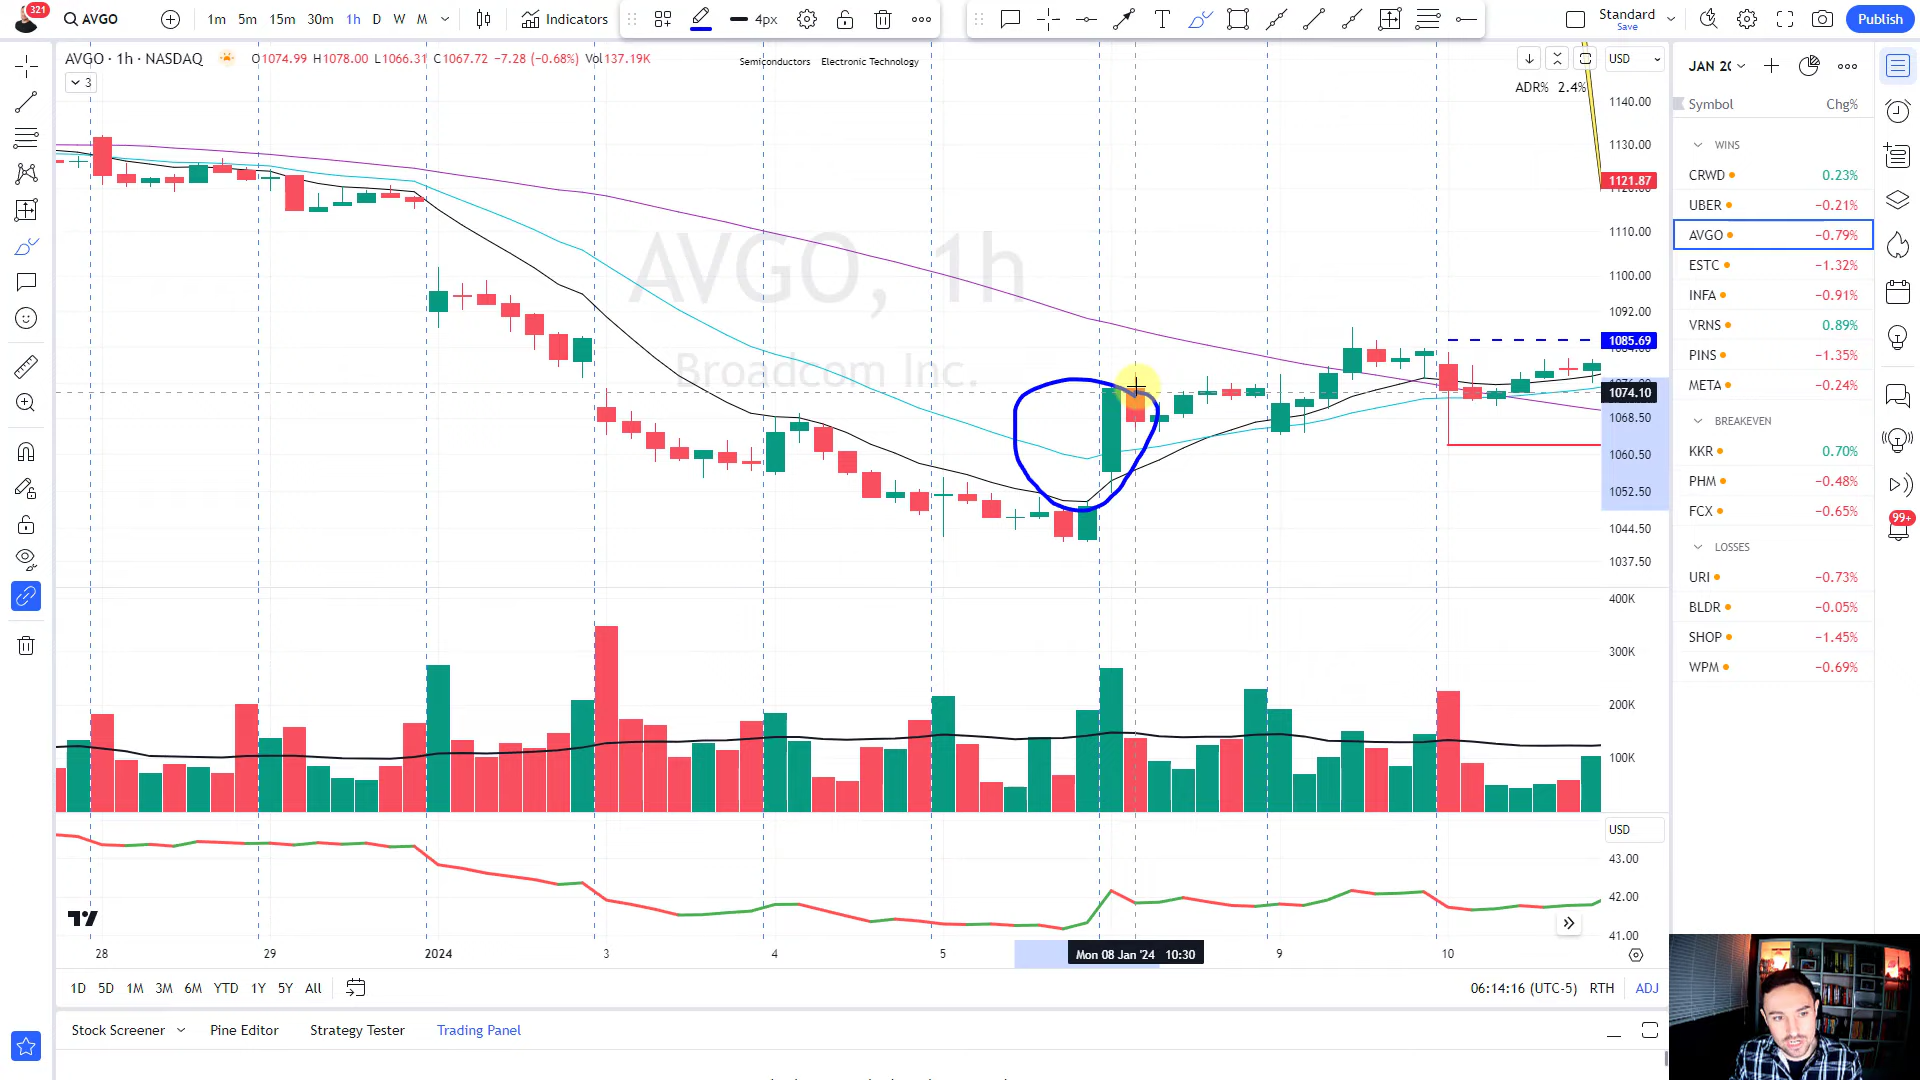 321
AVGO
1m 5m 15m 30m 1h D W M
Indicators
4px
Standard
Save
Publish
AVGO · 1h · NASDAQ
O1074.99 H1078.00 L1066.31 C1067.72 −7.28 (−0.68%) Vol137.19K
Semiconductors Electronic Technology
3
USD
ADR% 2.4%
AVGO, 1h
Broadcom Inc.
1140.00
1130.00
1121.87
1110.00
1100.00
1092.00
1085.69
1074.10
1068.50
1060.50
1052.50
1044.50
1037.50
400K
300K
200K
100K
USD
43.00
42.00
41.00
28 29 2024 3 4 5 Mon 08 Jan '24 10:30 9 10
1D 5D 1M 3M 6M YTD 1Y 5Y All
06:14:16 (UTC-5) RTH ADJ
Stock Screener Pine Editor Strategy Tester Trading Panel
Symbol Chg%
WINS
CRWD 0.23%
UBER −0.21%
AVGO −0.79%
ESTC −1.32%
INFA −0.91%
VRNS 0.89%
PINS −1.35%
META −0.24%
BREAKEVEN
KKR 0.70%
PHM −0.48%
FCX −0.65%
LOSSES
URI −0.73%
BLDR −0.05%
SHOP −1.45%
WPM −0.69%
99+